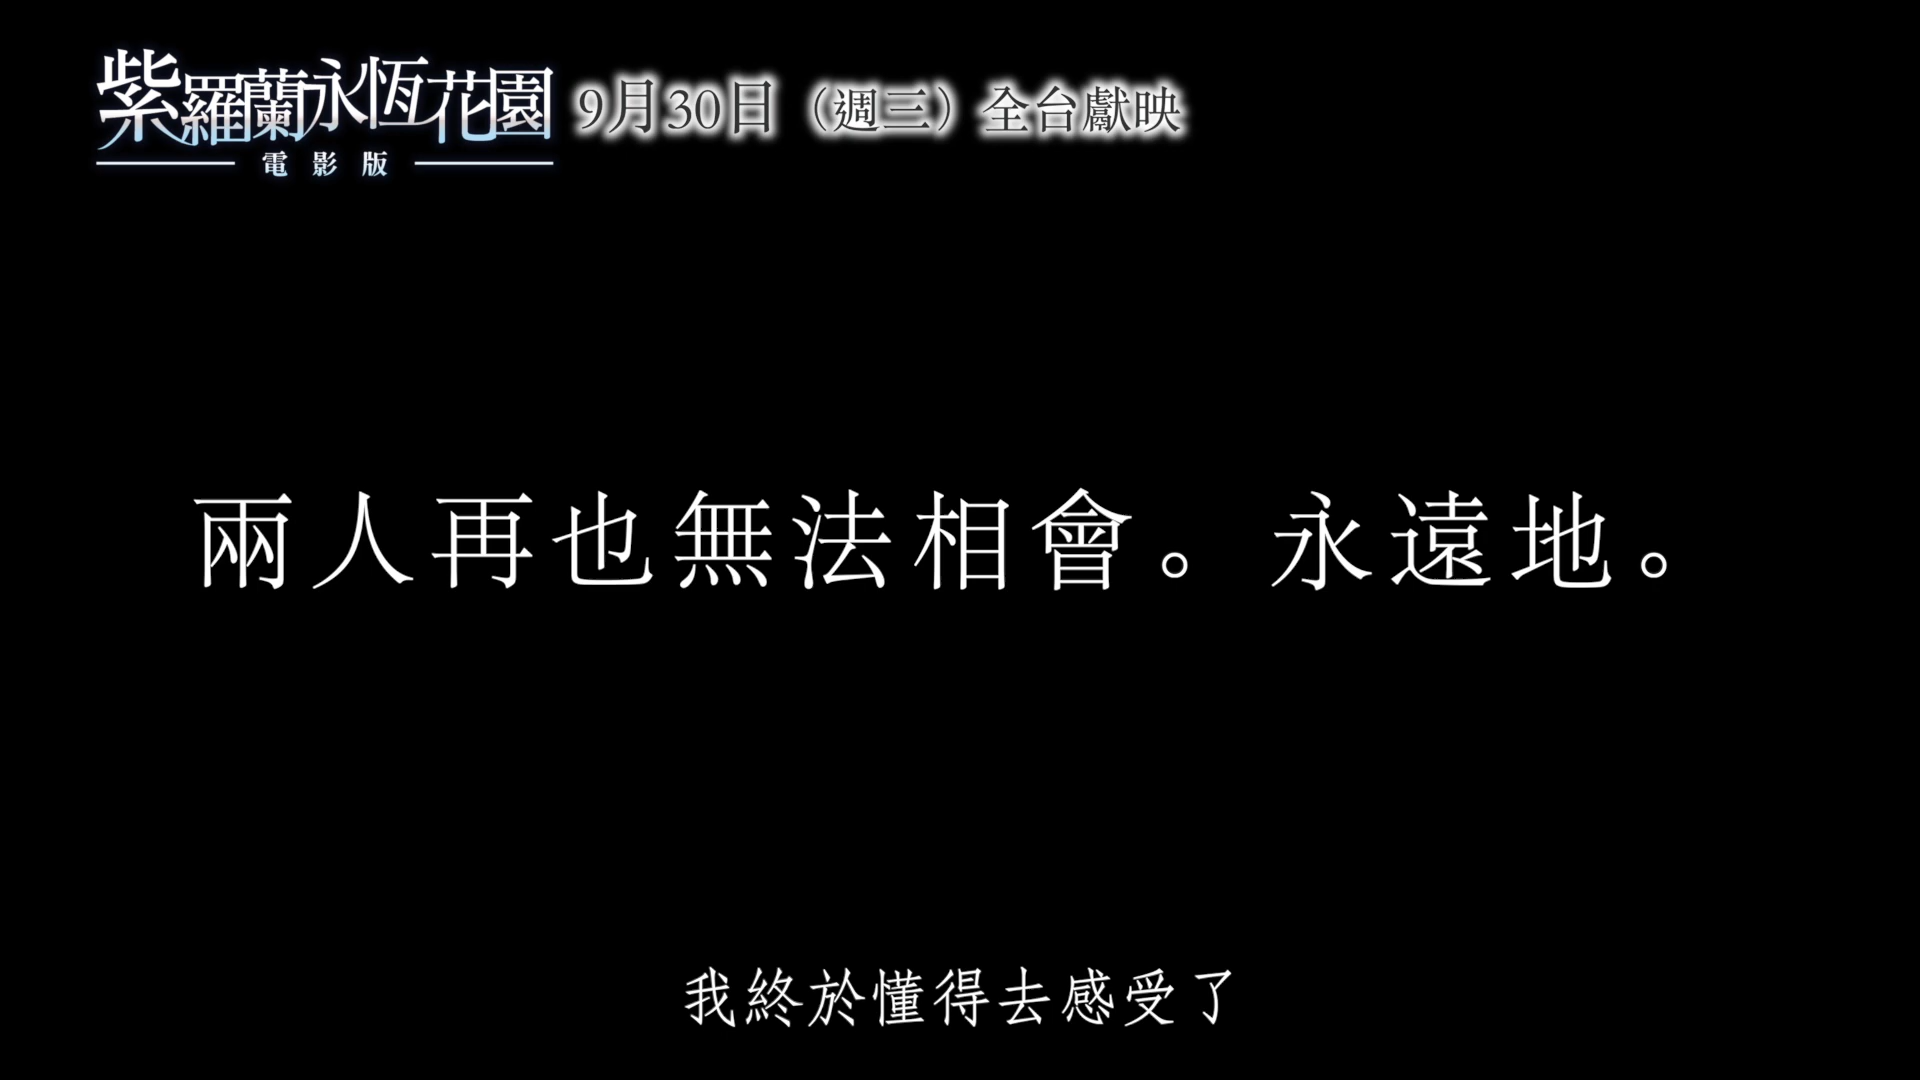 紫羅蘭永恆花園
電影版
9月30日（週三）全台獻映
兩人再也無法相會。永遠地。
我終於懂得去感受了